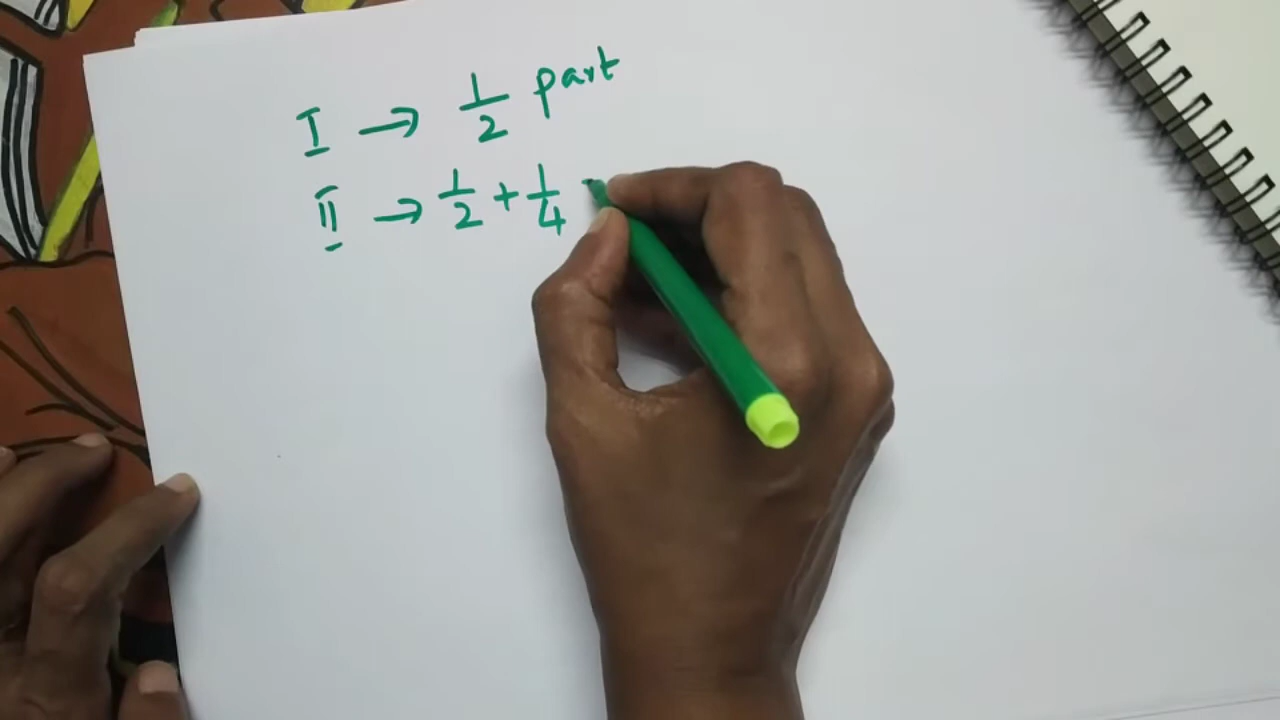 I → 1/2 part
II → 1/2 + 1/4